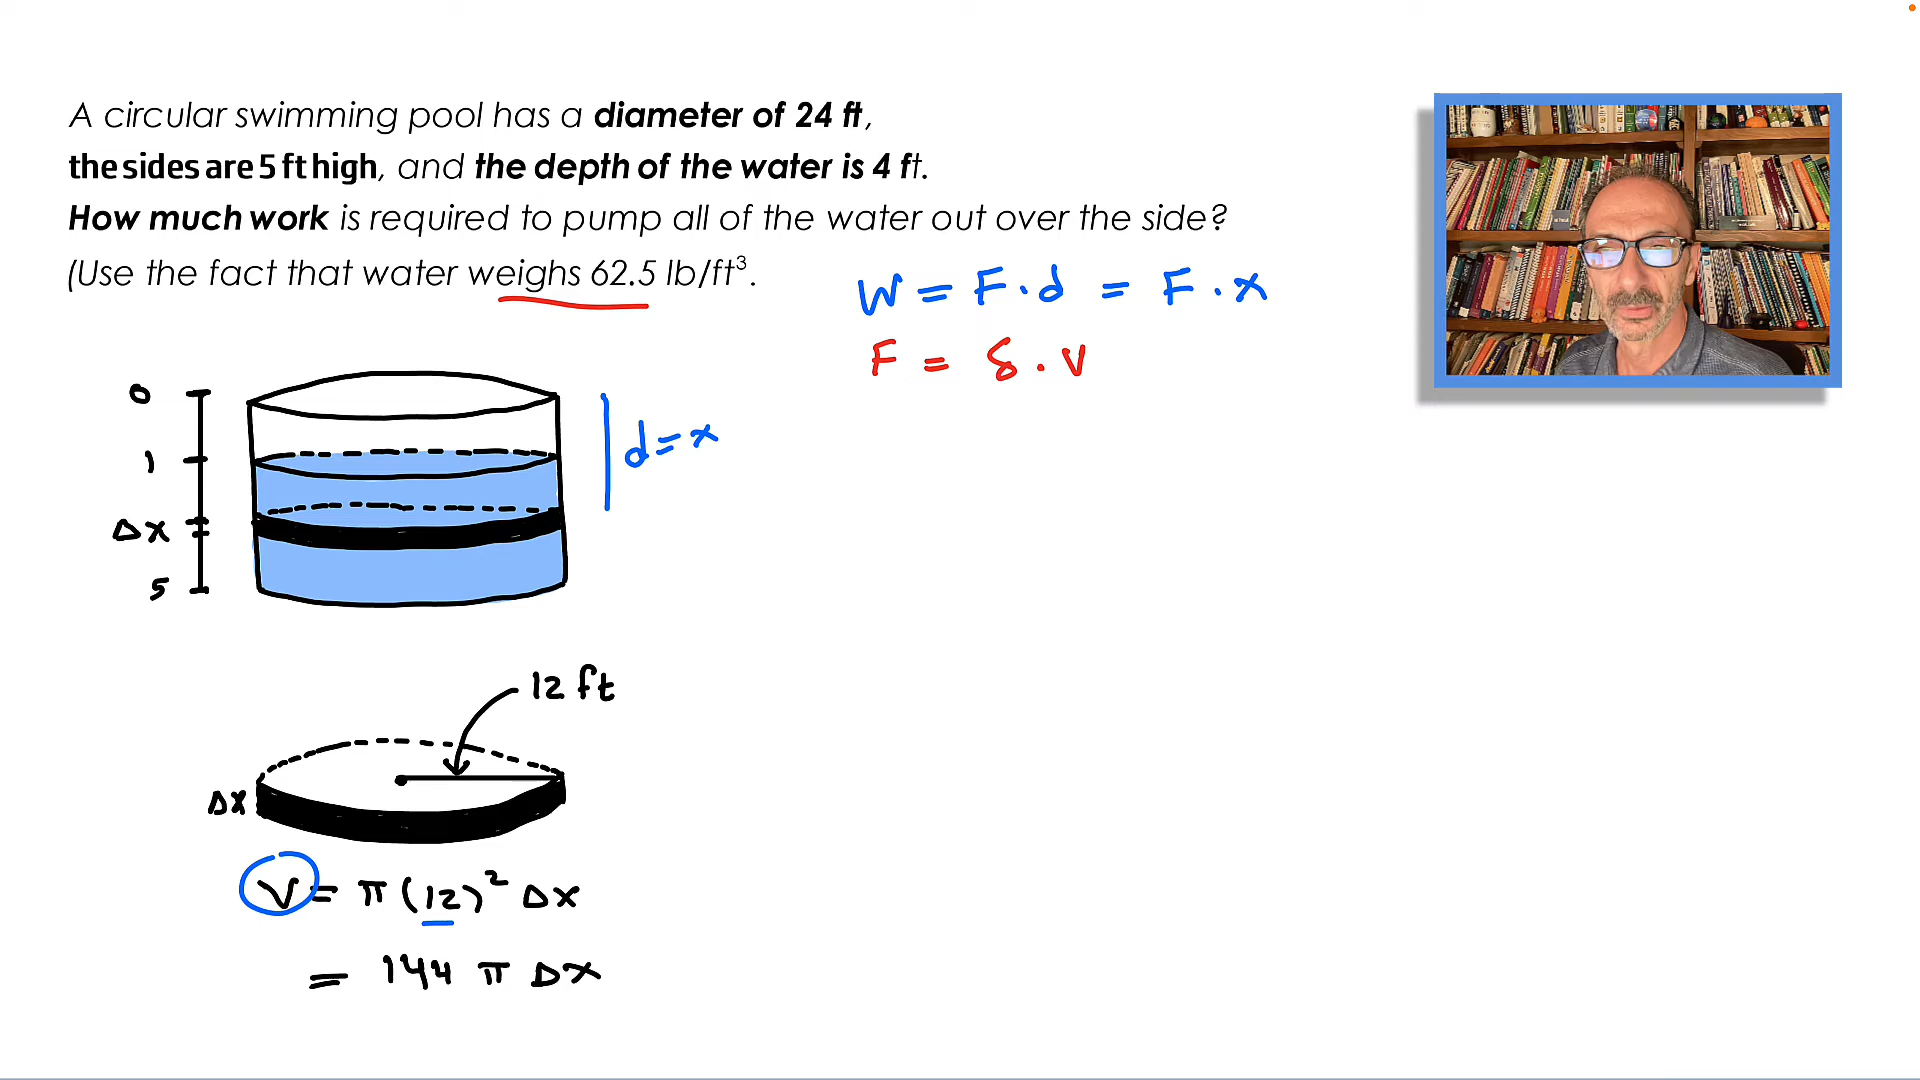 A circular swimming pool has a diameter of 24 ft,
the sides are 5 ft high, and the depth of the water is 4 ft.
How much work is required to pump all of the water out over the side?
(Use the fact that water weighs 62.5 lb/ft³.
W = F · d = F · x
F = δ · V
0
1
d = x
Δx
5
12 ft
Δx
V = π (12)² Δx
= 144 π Δx